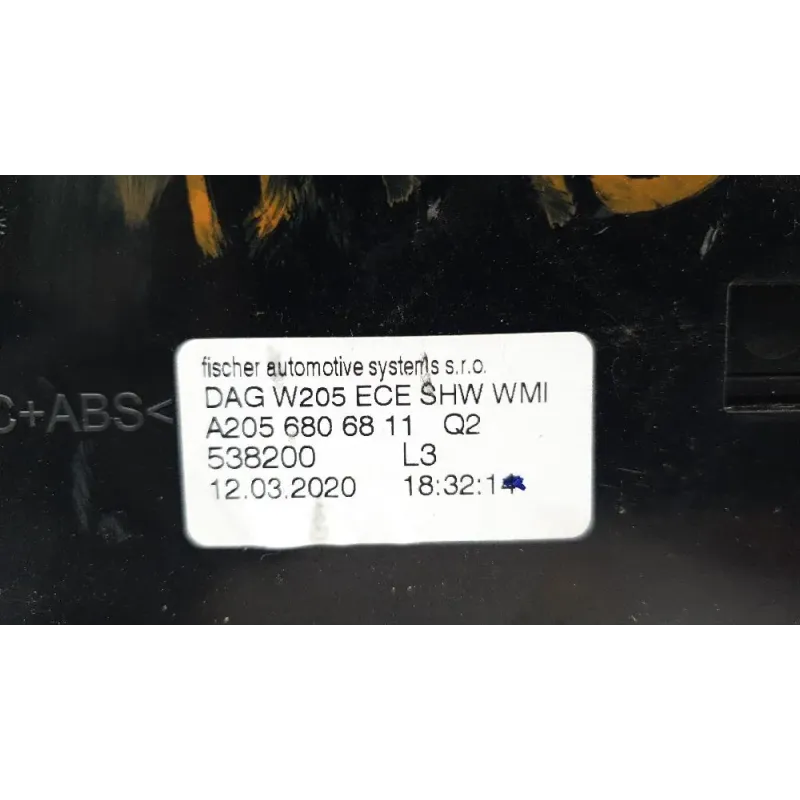 fischer automotive systems s.r.o.
DAG W205 ECE SHW WMI
C+ABS<
A205 680 68 11 Q2
538200 L3
12.03.2020 18:32:14